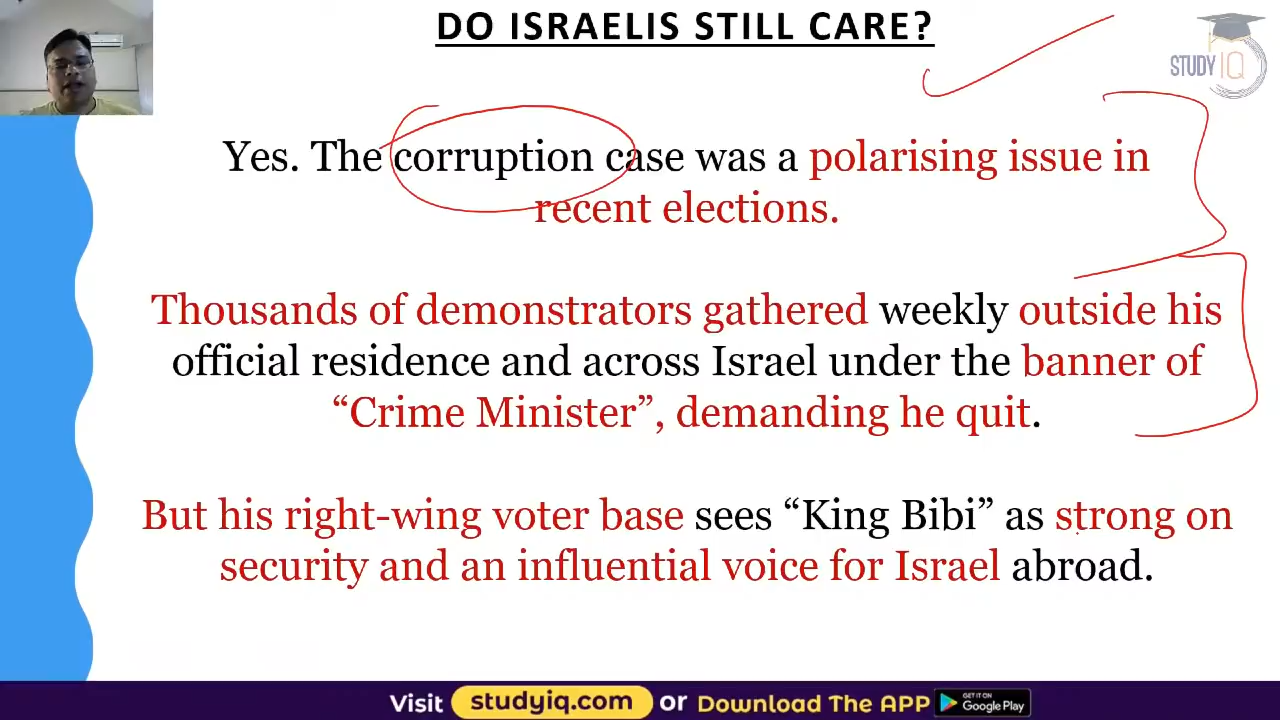 DO ISRAELIS STILL CARE?
STUDY IQ
Yes. The corruption case was a polarising issue in
recent elections.
Thousands of demonstrators gathered weekly outside his
official residence and across Israel under the banner of
“Crime Minister”, demanding he quit.
But his right-wing voter base sees “King Bibi” as strong on
security and an influential voice for Israel abroad.
Visit studyiq.com or Download The APP GET IT ON Google Play